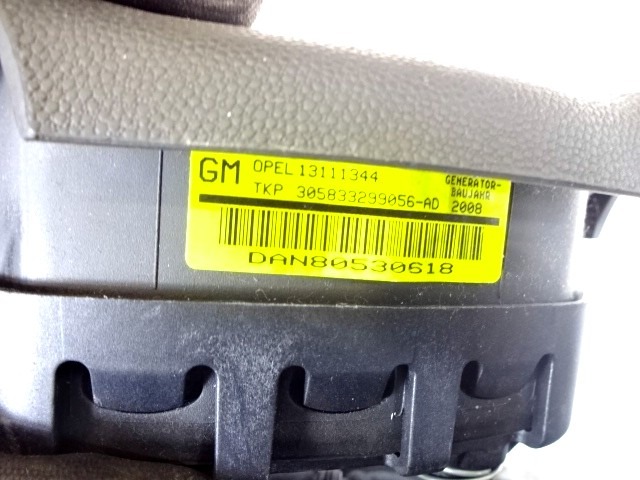 GM OPEL 13111344
TKP 305833299056-AD
GENERATOR-
BAUJAHR
2008
DAN80530618